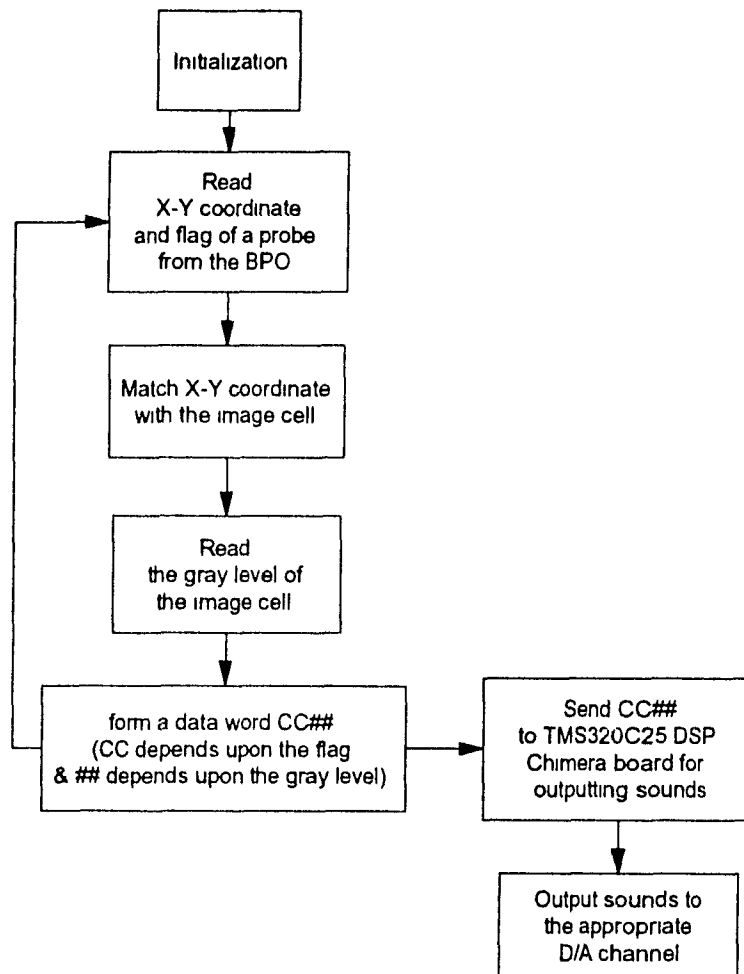 Initialization
Read
X-Y coordinate
and flag of a probe
from the BPO
Match X-Y coordinate
with the image cell
Read
the gray level of
the image cell
form a data word CC##
(CC depends upon the flag
& ## depends upon the gray level)
Send CC##
to TMS320C25 DSP
Chimera board for
outputting sounds
Output sounds to
the appropriate
D/A channel